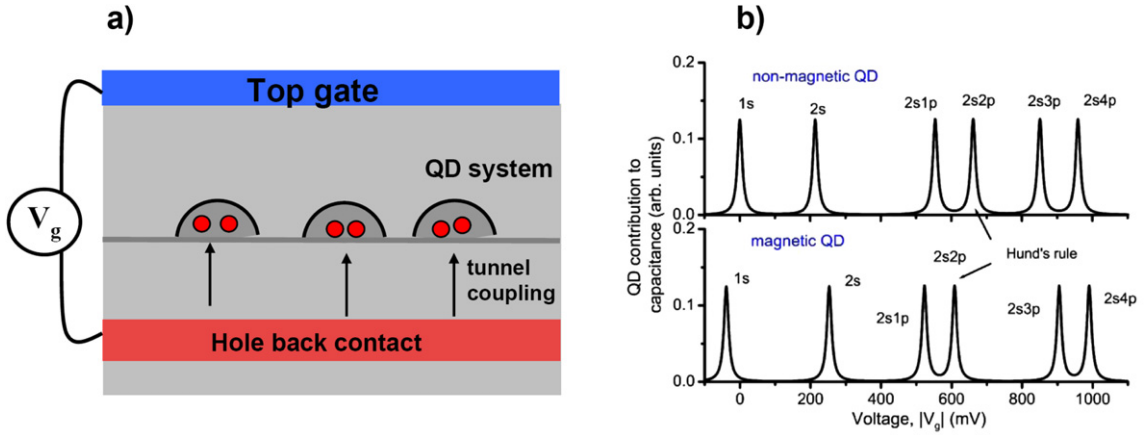 a)
Top gate
QD system
V_g
tunnel
coupling
Hole back contact
b)
QD contribution to
capacitance (arb. units)
0.2
0.1
0.0
non-magnetic QD
1s
2s
2s1p
2s2p
2s3p
2s4p
Hund's rule
0.2
0.1
0.0
magnetic QD
1s
2s
2s1p
2s2p
2s3p
2s4p
0
200
400
600
800
1000
Voltage, |V_g| (mV)